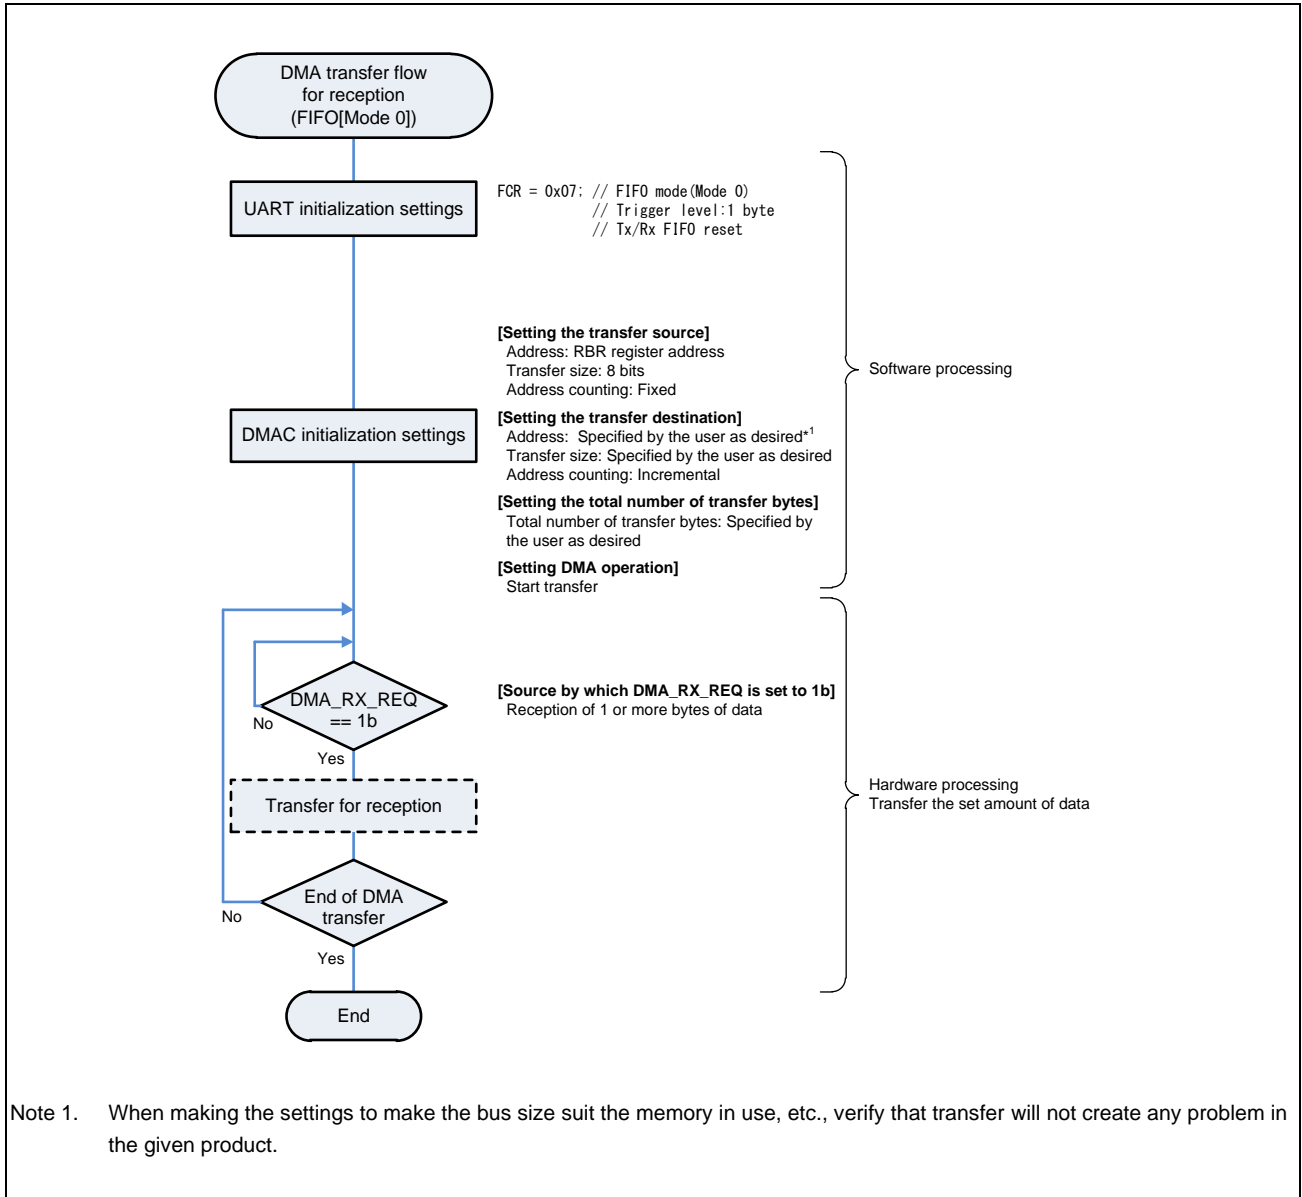 DMA transfer flow
for reception
(FIFO[Mode 0])
UART initialization settings
FCR = 0x07; // FIFO mode(Mode 0)
// Trigger level:1 byte
// Tx/Rx FIFO reset
[Setting the transfer source]
Address: RBR register address
Transfer size: 8 bits
Address counting: Fixed
Software processing
DMAC initialization settings
[Setting the transfer destination]
Address:  Specified by the user as desired*1
Transfer size: Specified by the user as desired
Address counting: Incremental
[Setting the total number of transfer bytes]
Total number of transfer bytes: Specified by
the user as desired
[Setting DMA operation]
Start transfer
DMA_RX_REQ
== 1b
No
Yes
[Source by which DMA_RX_REQ is set to 1b]
Reception of 1 or more bytes of data
Transfer for reception
Hardware processing
Transfer the set amount of data
End of DMA
transfer
No
Yes
End
Note 1. When making the settings to make the bus size suit the memory in use, etc., verify that transfer will not create any problem in
the given product.